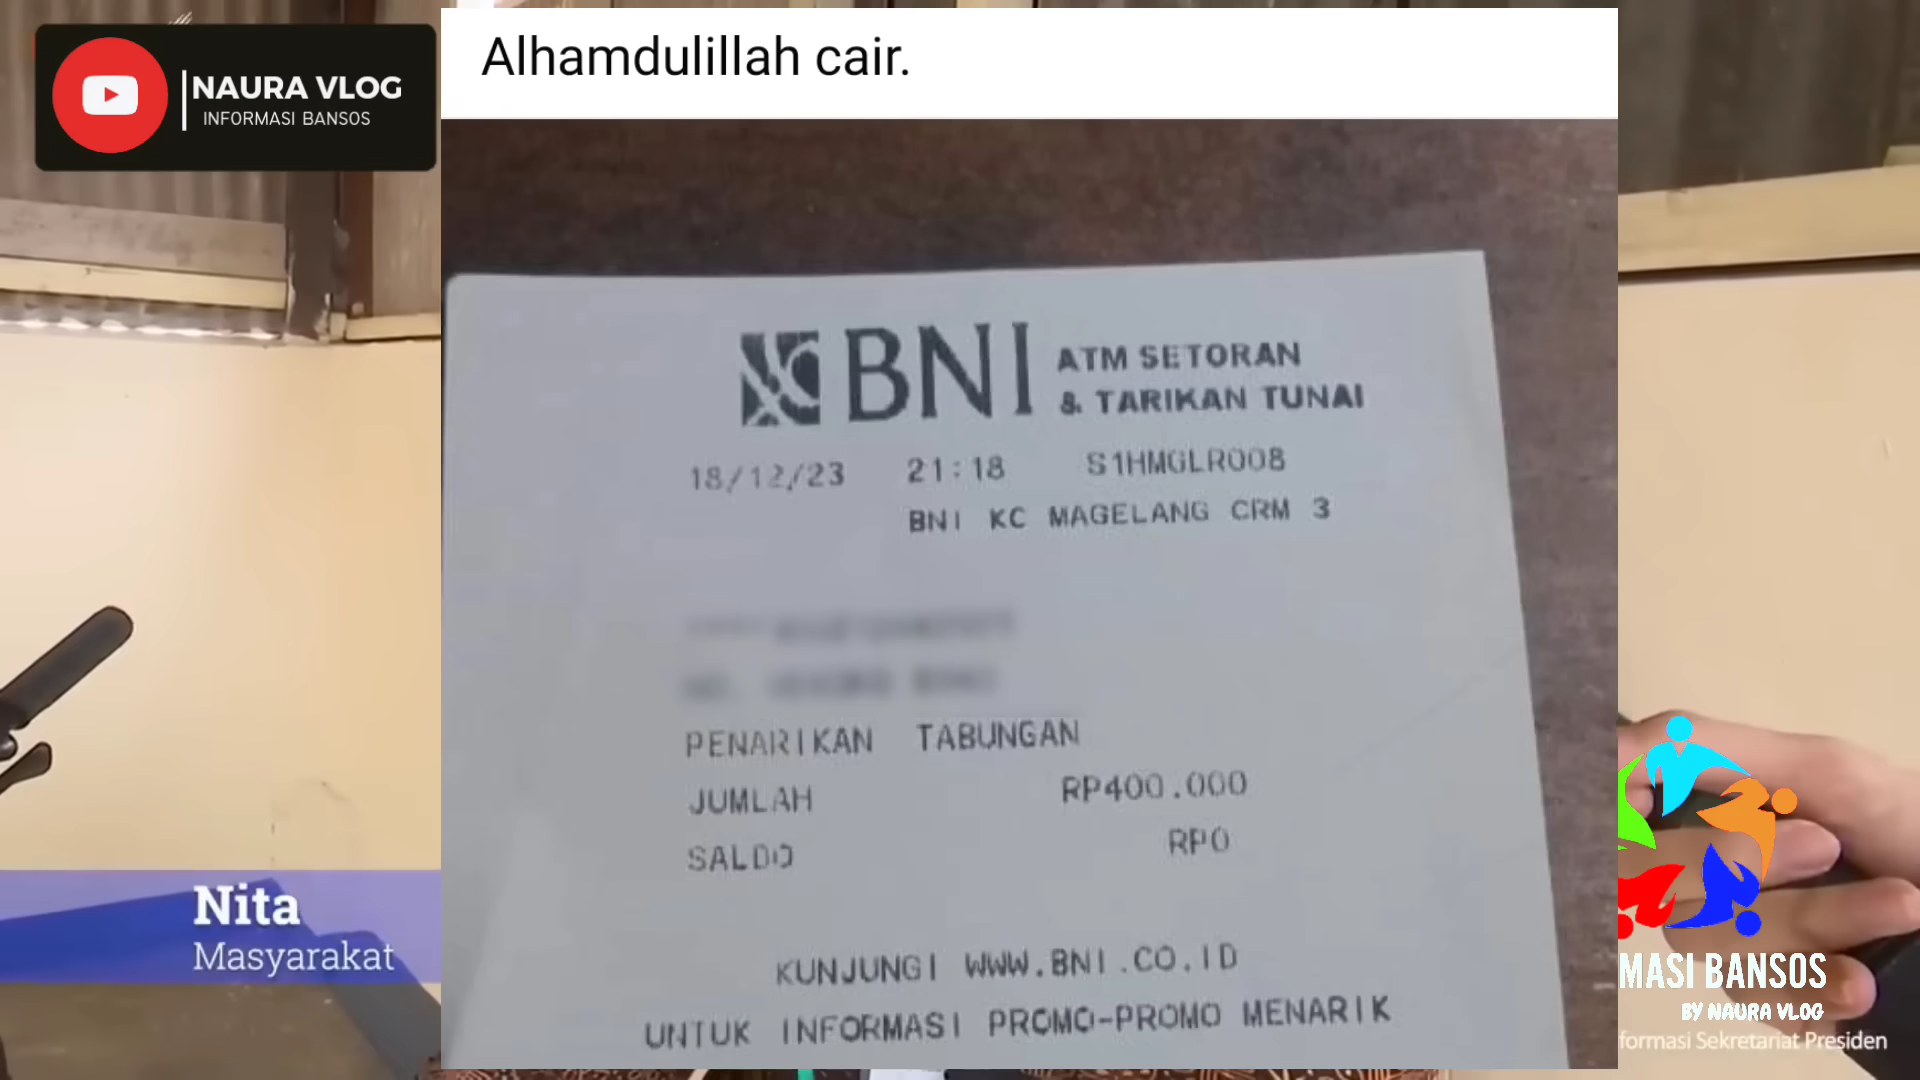 NAURA VLOG
INFORMASI BANSOS
Alhamdulillah cair.
BNI ATM SETORAN
& TARIKAN TUNAI
18/12/23 21:18 S1HMGLR008
BNI KC MAGELANG CRM 3
PENARIKAN TABUNGAN
JUMLAH RP400.000
SALDO RP0
KUNJUNGI WWW.BNI.CO.ID
UNTUK INFORMASI PROMO-PROMO MENARIK
Nita
Masyarakat
MASI BANSOS
BY NAURA VLOG
formasi Sekretariat Presiden